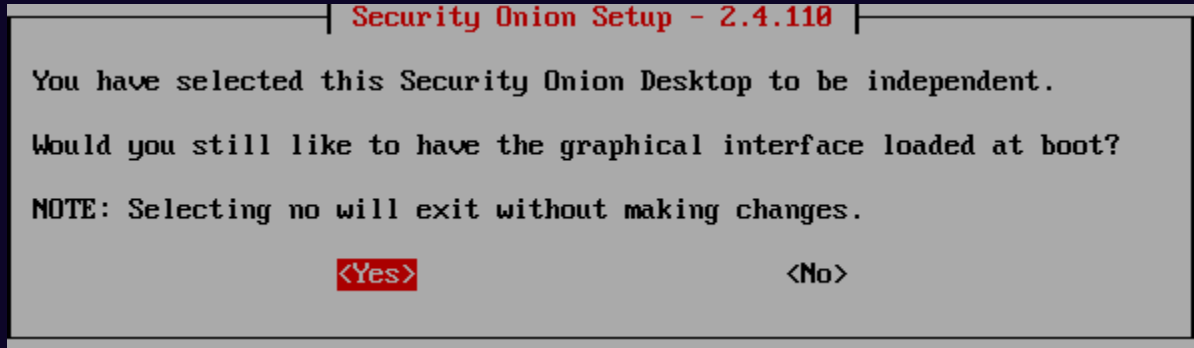 Security Onion Setup - 2.4.110
You have selected this Security Onion Desktop to be independent.
Would you still like to have the graphical interface loaded at boot?
NOTE: Selecting no will exit without making changes.
<Yes> <No>